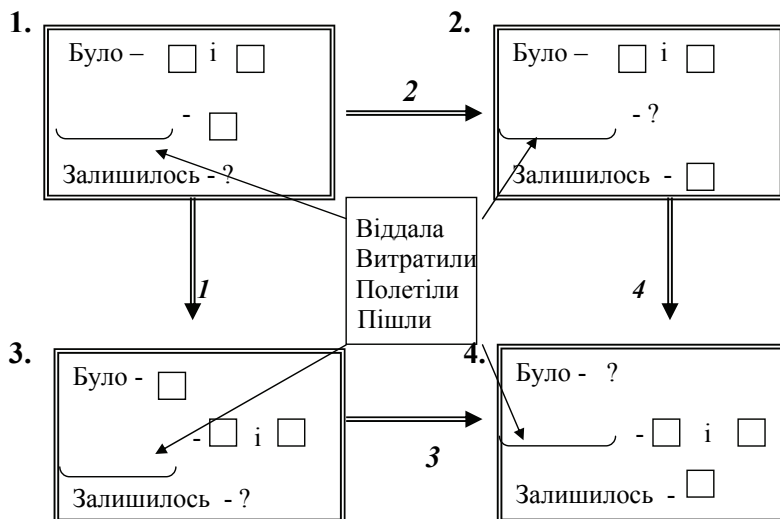 1.
Було – □ і □
- □
Залишилось - ?
2
2.
Було – □ і □
- ?
Залишилось - □
Віддала
Витратили
Полетіли
Пішли
1
4
3.
Було - □
- □ і □
Залишилось - ?
3
4.
Було - ?
- □ і □
Залишилось - □